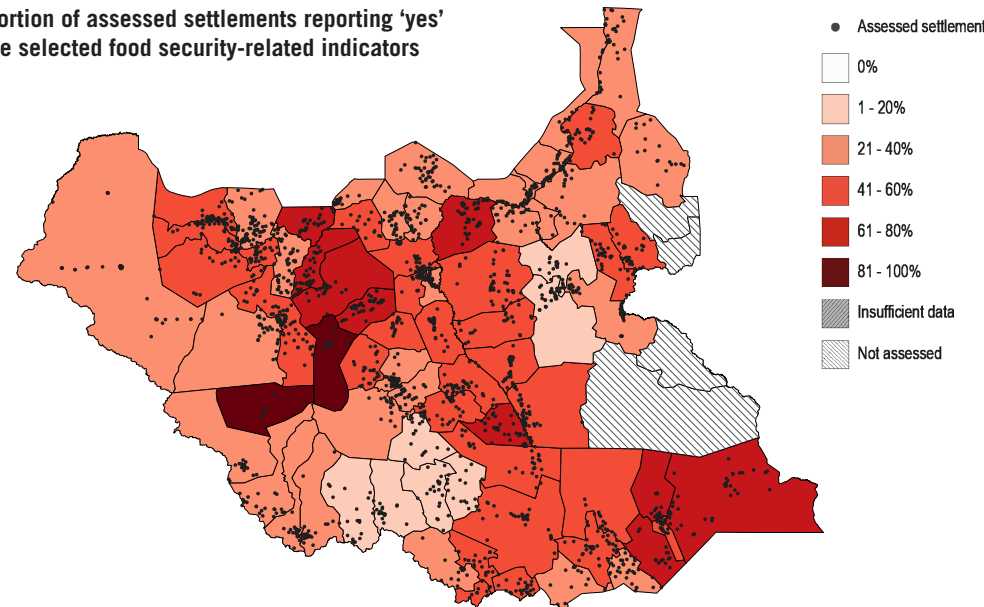 ortion of assessed settlements reporting ‘yes’
e selected food security-related indicators
Assessed settlement
0%
1 - 20%
21 - 40%
41 - 60%
61 - 80%
81 - 100%
Insufficient data
Not assessed